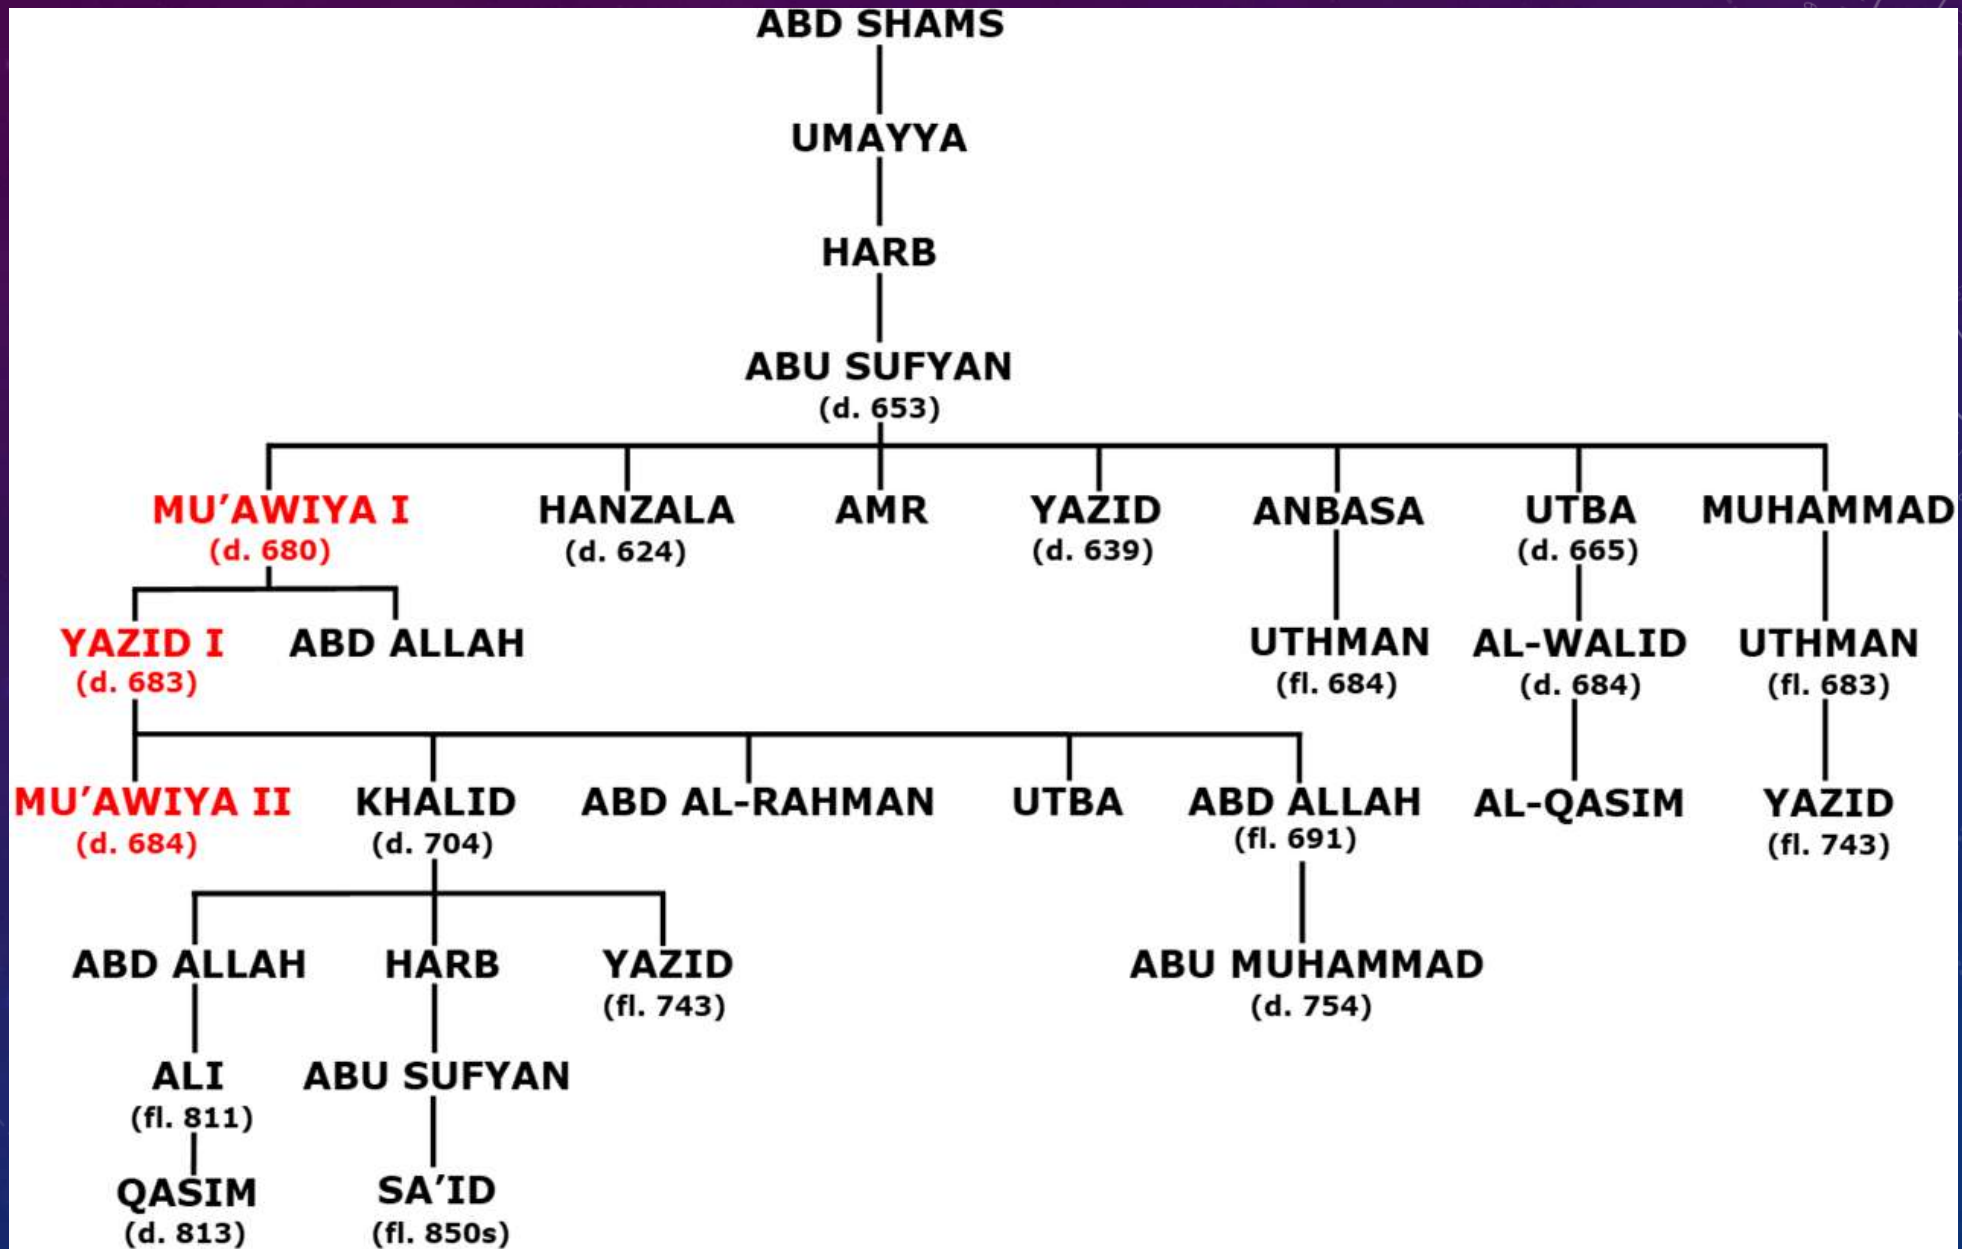 ABD SHAMS
UMAYYA
HARB
ABU SUFYAN
(d. 653)
MU’AWIYA I
(d. 680)
HANZALA
(d. 624)
AMR
YAZID
(d. 639)
ANBASA
UTBA
(d. 665)
MUHAMMAD
YAZID I
(d. 683)
ABD ALLAH
UTHMAN
(fl. 684)
AL-WALID
(d. 684)
UTHMAN
(fl. 683)
MU’AWIYA II
(d. 684)
KHALID
(d. 704)
ABD AL-RAHMAN
UTBA
ABD ALLAH
(fl. 691)
AL-QASIM
YAZID
(fl. 743)
ABD ALLAH
HARB
YAZID
(fl. 743)
ABU MUHAMMAD
(d. 754)
ALI
(fl. 811)
ABU SUFYAN
QASIM
(d. 813)
SA’ID
(fl. 850s)